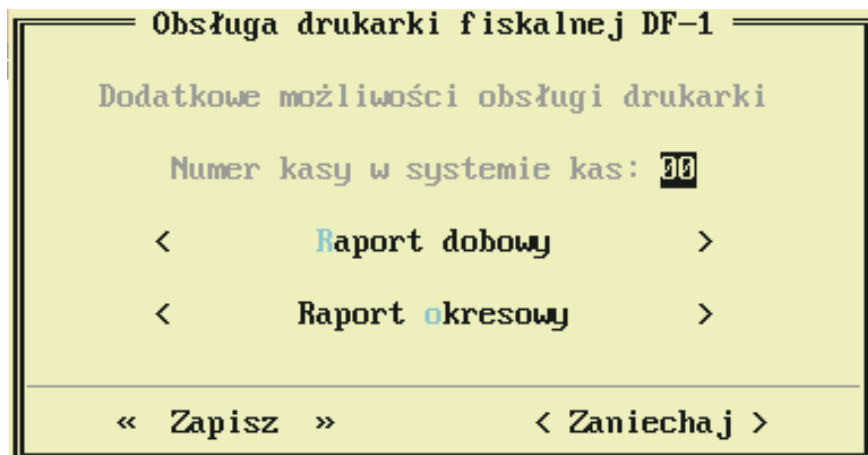 Obsługa drukarki fiskalnej DF-1
Dodatkowe możliwości obsługi drukarki
Numer kasy w systemie kas: 00
< Raport dobowy >
< Raport okresowy >
« Zapisz » < Zaniechaj >